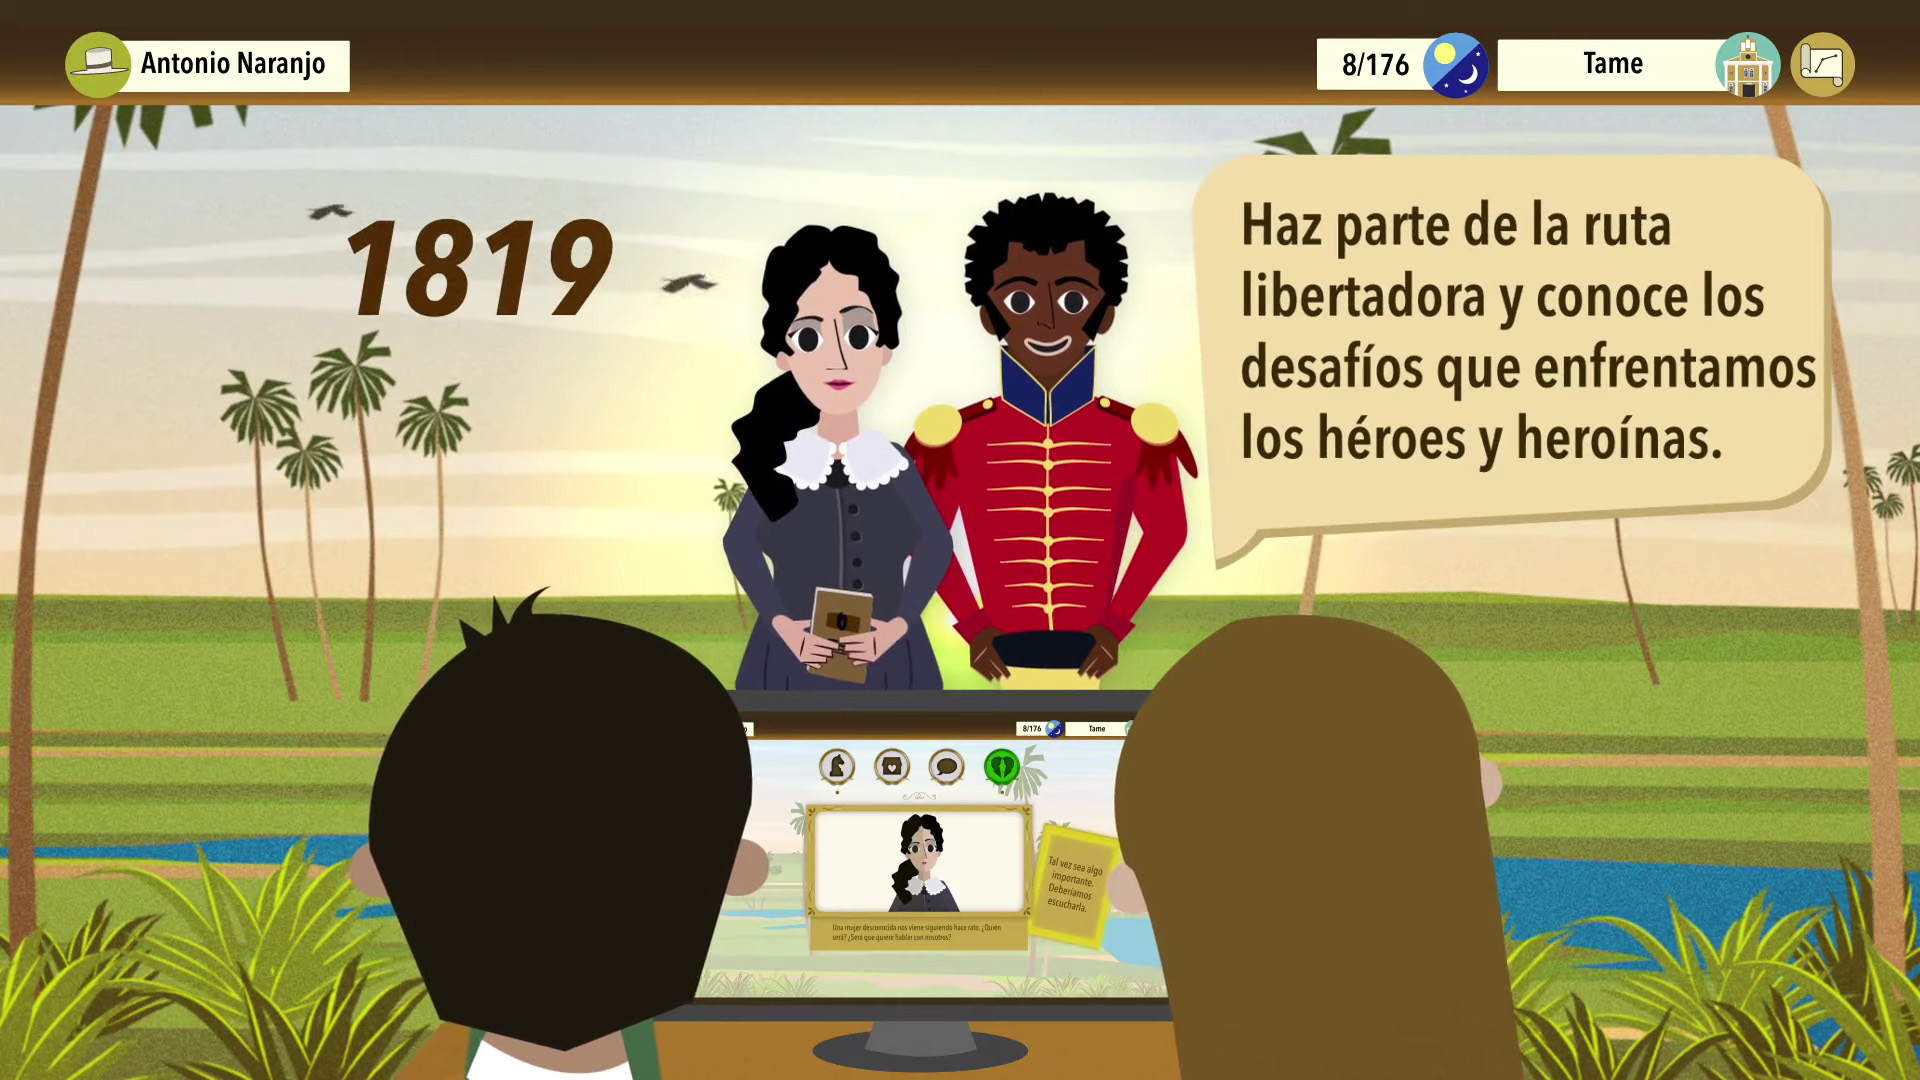 Antonio Naranjo
8/176
Tame
1819
Haz parte de la ruta
libertadora y conoce los
desafíos que enfrentamos
los héroes y heroínas.
8/176
Tame
Tal vez sea algo
importante.
Deberíamos
escucharla.
Una mujer desconocida nos viene siguiendo hace rato. ¿Quién
será? ¿Será que quiere hablar con nosotros?